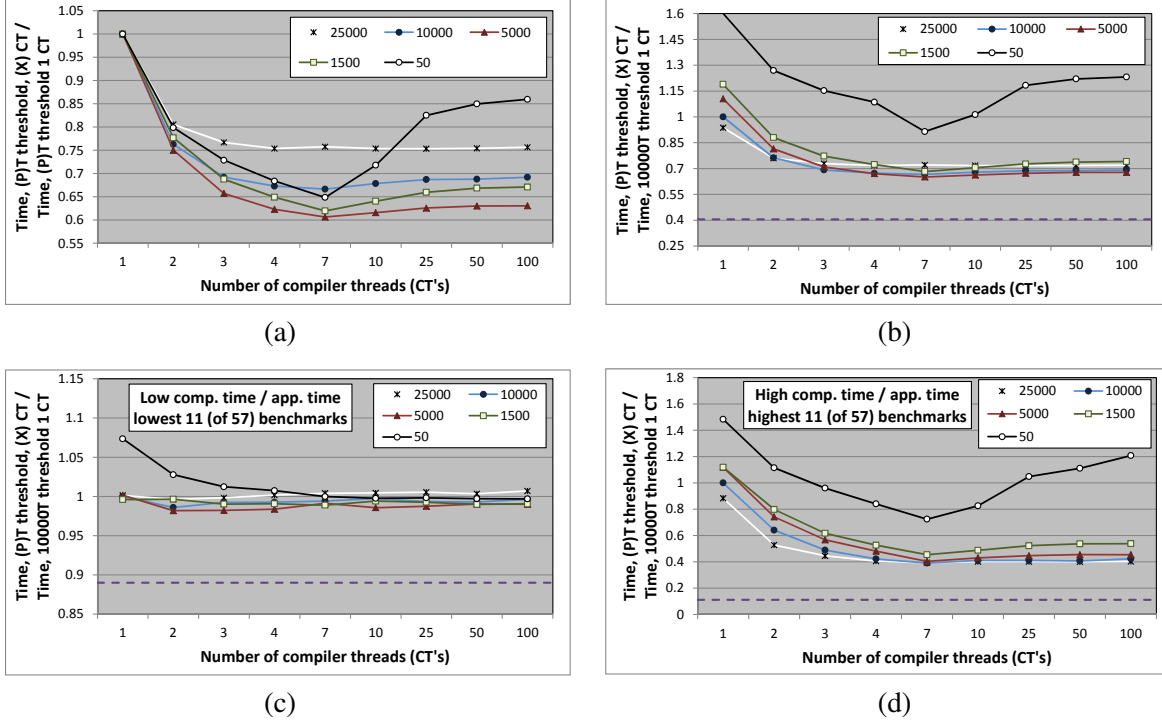 1.05
1
0.95
0.9
0.85
0.8
0.75
0.7
0.65
0.6
0.55
Time, (P)T threshold, (X) CT /
Time, (P)T threshold 1 CT
25000 10000 5000
1500 50
1 2 3 4 7 10 25 50 100
Number of compiler threads (CT's)
(a)
1.6
1.45
1.3
1.15
1
0.85
0.7
0.55
0.4
0.25
Time, (P)T threshold, (X) CT /
Time, 10000T threshold 1 CT
25000 10000 5000
1500 50
1 2 3 4 7 10 25 50 100
Number of compiler threads (CT's)
(b)
1.15
1.1
1.05
1
0.95
0.9
0.85
Time, (P)T threshold, (X) CT /
Time, 10000T threshold 1 CT
Low comp. time / app. time
lowest 11 (of 57) benchmarks
25000 10000
5000 1500
50
1 2 3 4 7 10 25 50 100
Number of compiler threads (CT's)
(c)
1.8
1.6
1.4
1.2
1
0.8
0.6
0.4
0.2
0
Time, (P)T threshold, (X) CT /
Time, 10000T threshold 1 CT
High comp. time / app. time
highest 11 (of 57) benchmarks
25000 10000
5000 1500
50
1 2 3 4 7 10 25 50 100
Number of compiler threads (CT's)
(d)